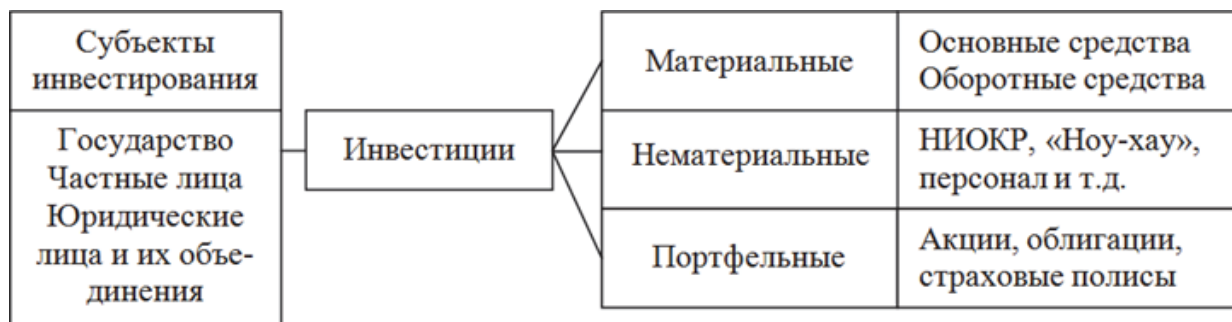 Субъекты
инвестирования
Государство
Частные лица
Юридические
лица и их объе-
динения
Инвестиции
Материальные
Основные средства
Оборотные средства
Нематериальные
НИОКР, «Ноу-хау»,
персонал и т.д.
Портфельные
Акции, облигации,
страховые полисы